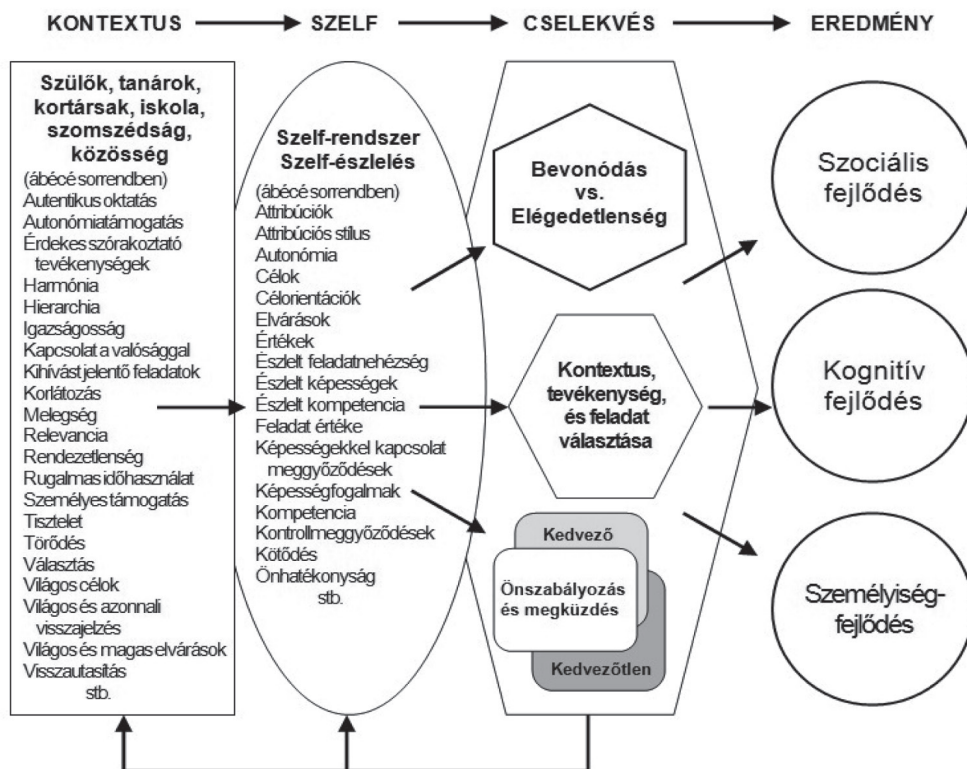 KONTEXTUS
SZELF
CSELEKVÉS
EREDMÉNY
Szülők, tanárok,
kortársak, iskola,
szomszédság,
közösség
(ábécé sorrendben)
Autentikus oktatás
Autonómiatámogatás
Érdekes szórakoztató
tevékenységek
Harmónia
Hierarchia
Igazságosság
Kapcsolat a valósággal
Kihívást jelentő feladatok
Korlátozás
Melegség
Relevancia
Rendezetlenség
Rugalmas időhasználat
Személyes támogatás
Tisztelet
Törődés
Választás
Világos célok
Világos és azonnali
visszajelzés
Világos és magas elvárások
Visszautasítás
stb.
Szelf-rendszer
Szelf-észlelés
(ábécé sorrendben)
Attribúciók
Attribúciós stílus
Autonómia
Célok
Célorientációk
Elvárások
Értékek
Észlelt feladatnehézség
Észlelt képességek
Észlelt kompetencia
Feladat értéke
Képességekkel kapcsolat
meggyőződések
Képességfogalmak
Kompetencia
Kontrollmeggyőződések
Kötődés
Önhatékonyság
stb.
Bevonódás
vs.
Elégedetlenség
Kontextus,
tevékenység,
és feladat
választása
Kedvező
Önszabályozás
és megküzdés
Kedvezőtlen
Szociális
fejlődés
Kognitív
fejlődés
Személyiség-
fejlődés